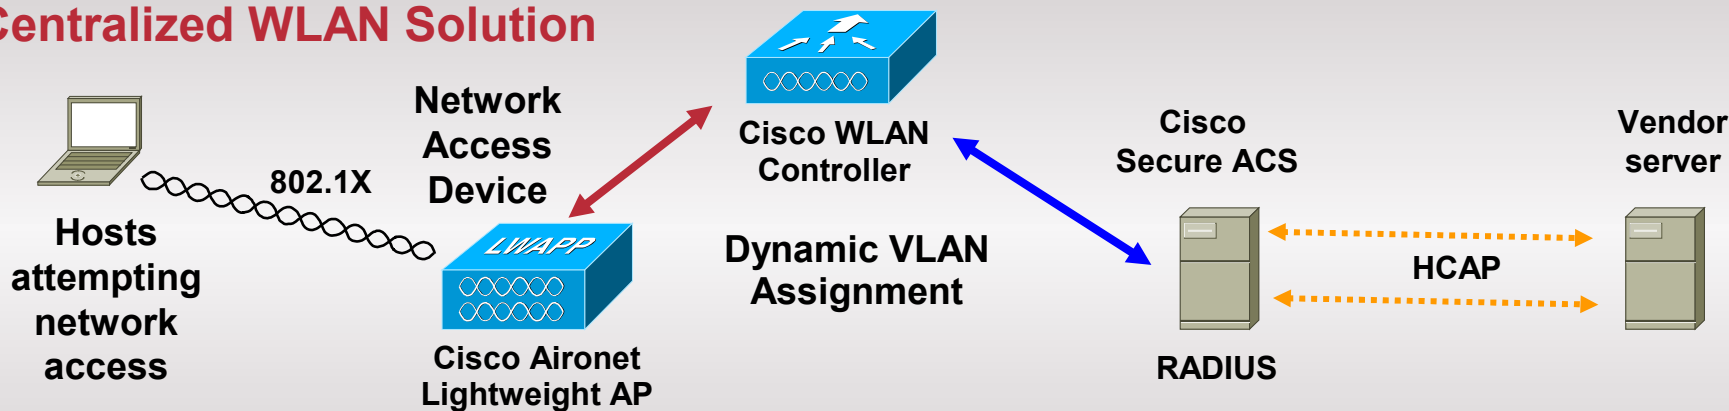 Centralized WLAN Solution
Network
Access
Device
802.1X
Hosts
attempting
network
access
LWAPP
Cisco Aironet
Lightweight AP
Cisco WLAN
Controller
Dynamic VLAN
Assignment
Cisco
Secure ACS
RADIUS
HCAP
Vendor
server